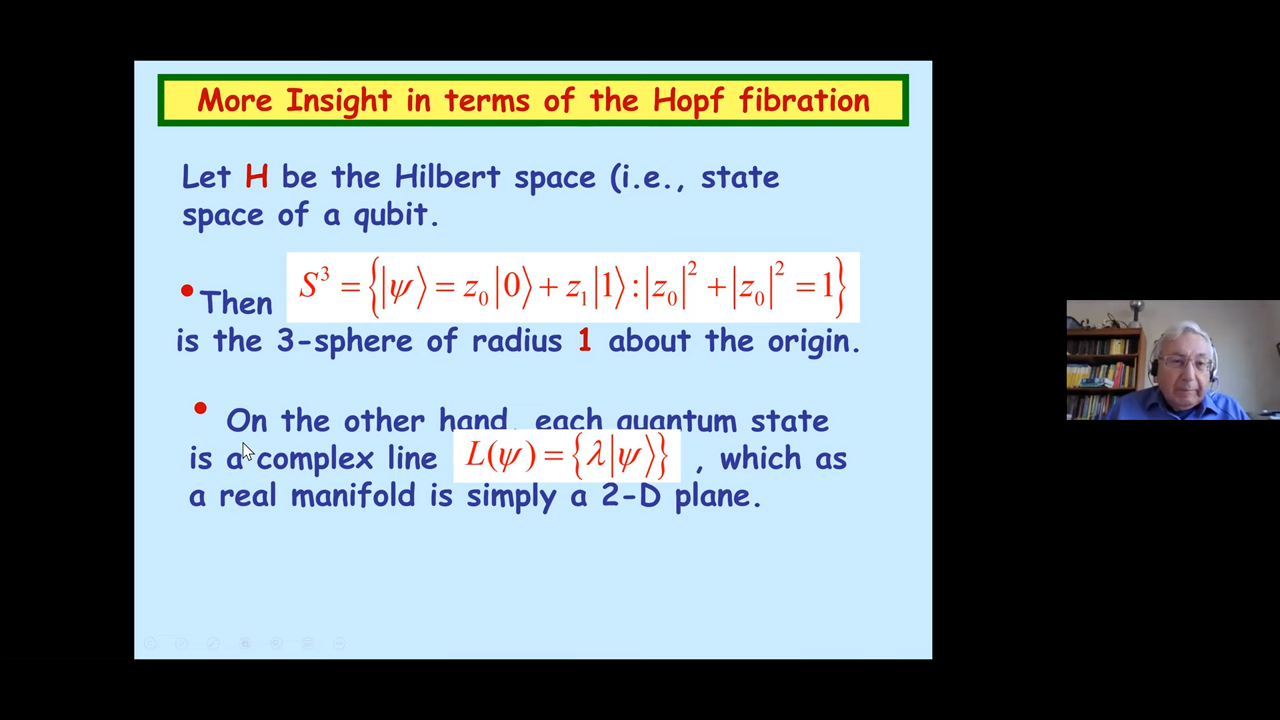 More Insight in terms of the Hopf fibration
Let H be the Hilbert space (i.e., state
space of a qubit.
• Then S³ = {|ψ⟩ = z₀|0⟩ + z₁|1⟩ : |z₀|² + |z₀|² = 1}
is the 3-sphere of radius 1 about the origin.
• On the other hand, each quantum state
is a complex line L(ψ) = {λ|ψ⟩} , which as
a real manifold is simply a 2-D plane.